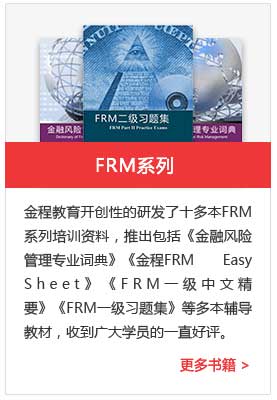 FRM二级习题集
FRM Part II Practice Exams
金融风险
管理专业词典
Dictionary of
Risk Management
FRM系列
金程教育开创性的研发了十多本FRM
系列培训资料，推出包括《金融风险
管理专业词典》《金程FRM Easy
Sheet》《FRM一级中文精
要》《FRM一级习题集》等多本辅导
教材，收到广大学员的一直好评。
更多书籍 >